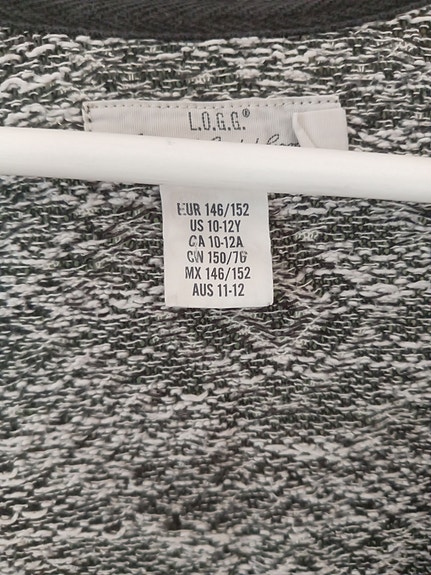 L.O.G.G.®
EUR 146/152
US 10-12Y
CA 10-12A
CN 150/76
MX 146/152
AUS 11-12